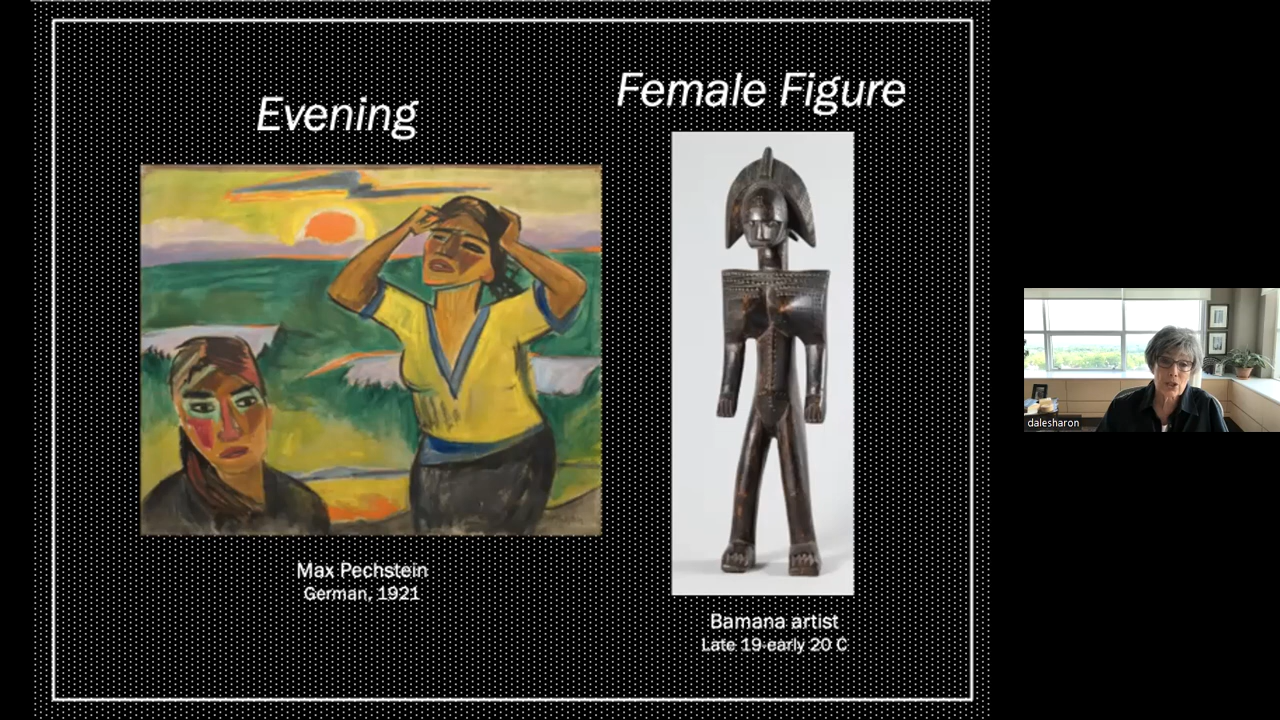 Evening
Female Figure
Max Pechstein
German, 1921
Bamana artist
Late 19-early 20 C
dalesharon